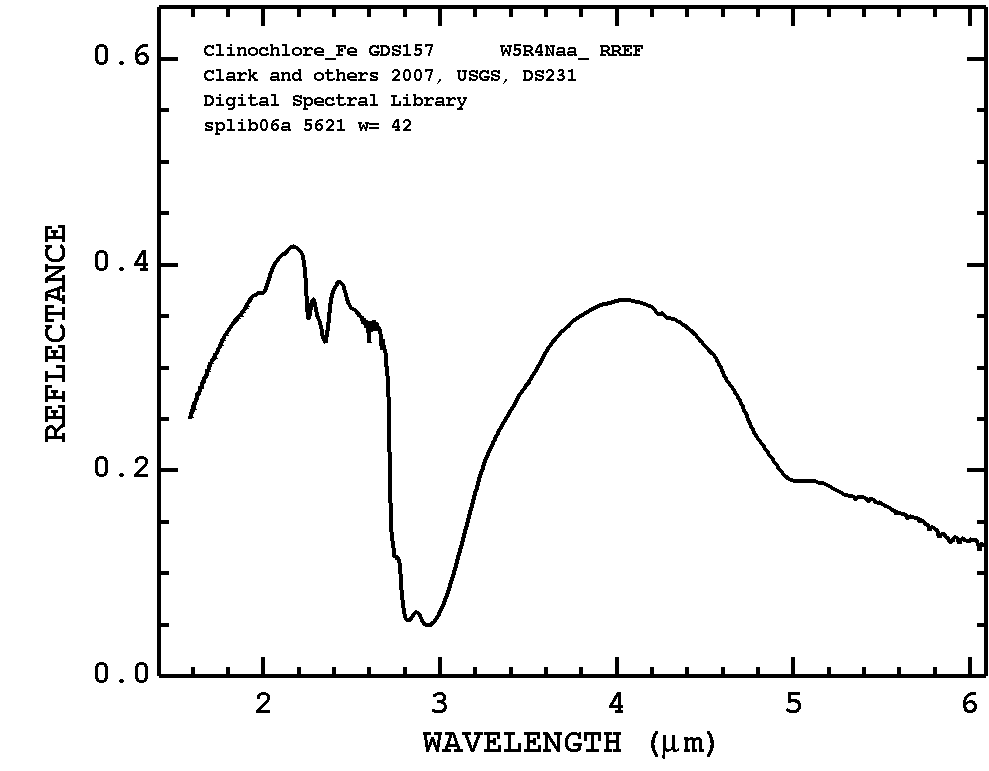 Clinochlore_Fe GDS157 W5R4Naa_ RREF
Clark and others 2007, USGS, DS231
Digital Spectral Library
splib06a 5621 w= 42
REFLECTANCE
0.6
0.4
0.2
0.0
2 3 4 5 6
WAVELENGTH (μm)